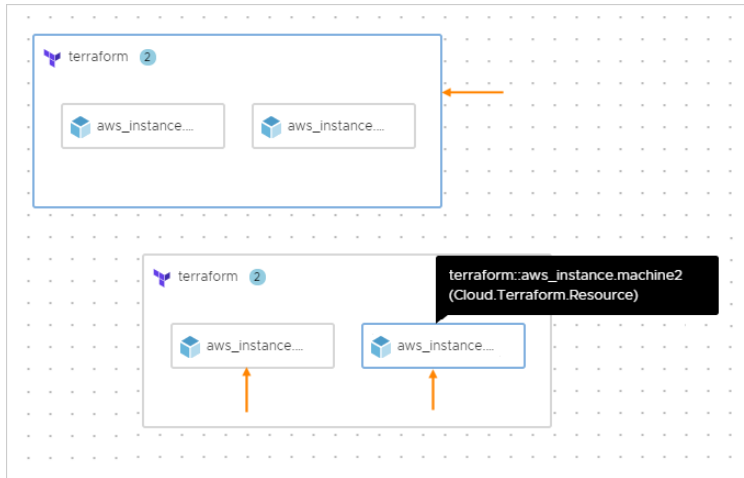 terraform 2
aws_instance.... aws_instance....
terraform 2
terraform::aws_instance.machine2
(Cloud.Terraform.Resource)
aws_instance.... aws_instance....